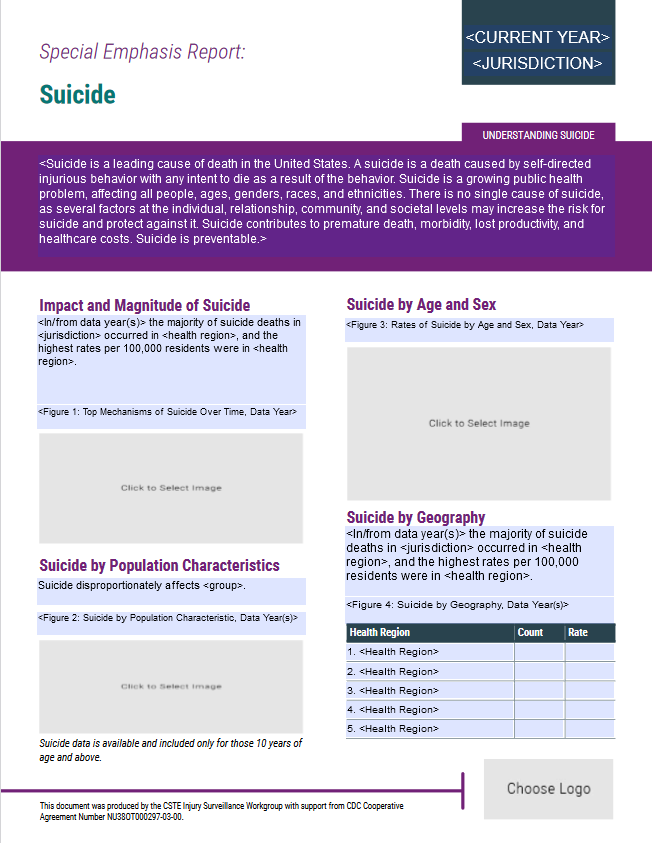 Special Emphasis Report:
Suicide
<CURRENT YEAR>
<JURISDICTION>
UNDERSTANDING SUICIDE
<Suicide is a leading cause of death in the United States. A suicide is a death caused by self-directed
injurious behavior with any intent to die as a result of the behavior. Suicide is a growing public health
problem, affecting all people, ages, genders, races, and ethnicities. There is no single cause of suicide,
as several factors at the individual, relationship, community, and societal levels may increase the risk for
suicide and protect against it. Suicide contributes to premature death, morbidity, lost productivity, and
healthcare costs. Suicide is preventable.>
Impact and Magnitude of Suicide
<In/from data year(s)> the majority of suicide deaths in
<jurisdiction> occurred in <health region>, and the
highest rates per 100,000 residents were in <health
region>.
<Figure 1: Top Mechanisms of Suicide Over Time, Data Year>
Click to Select Image
Suicide by Population Characteristics
Suicide disproportionately affects <group>.
<Figure 2: Suicide by Population Characteristic, Data Year(s)>
Click to Select Image
Suicide data is available and included only for those 10 years of
age and above.
Suicide by Age and Sex
<Figure 3: Rates of Suicide by Age and Sex, Data Year>
Click to Select Image
Suicide by Geography
<In/from data year(s)> the majority of suicide
deaths in <jurisdiction> occurred in <health
region>, and the highest rates per 100,000
residents were in <health region>.
<Figure 4: Suicide by Geography, Data Year(s)>
Health Region Count Rate
1. <Health Region>
2. <Health Region>
3. <Health Region>
4. <Health Region>
5. <Health Region>
This document was produced by the CSTE Injury Surveillance Workgroup with support from CDC Cooperative
Agreement Number NU38OT000297-03-00.
Choose Logo